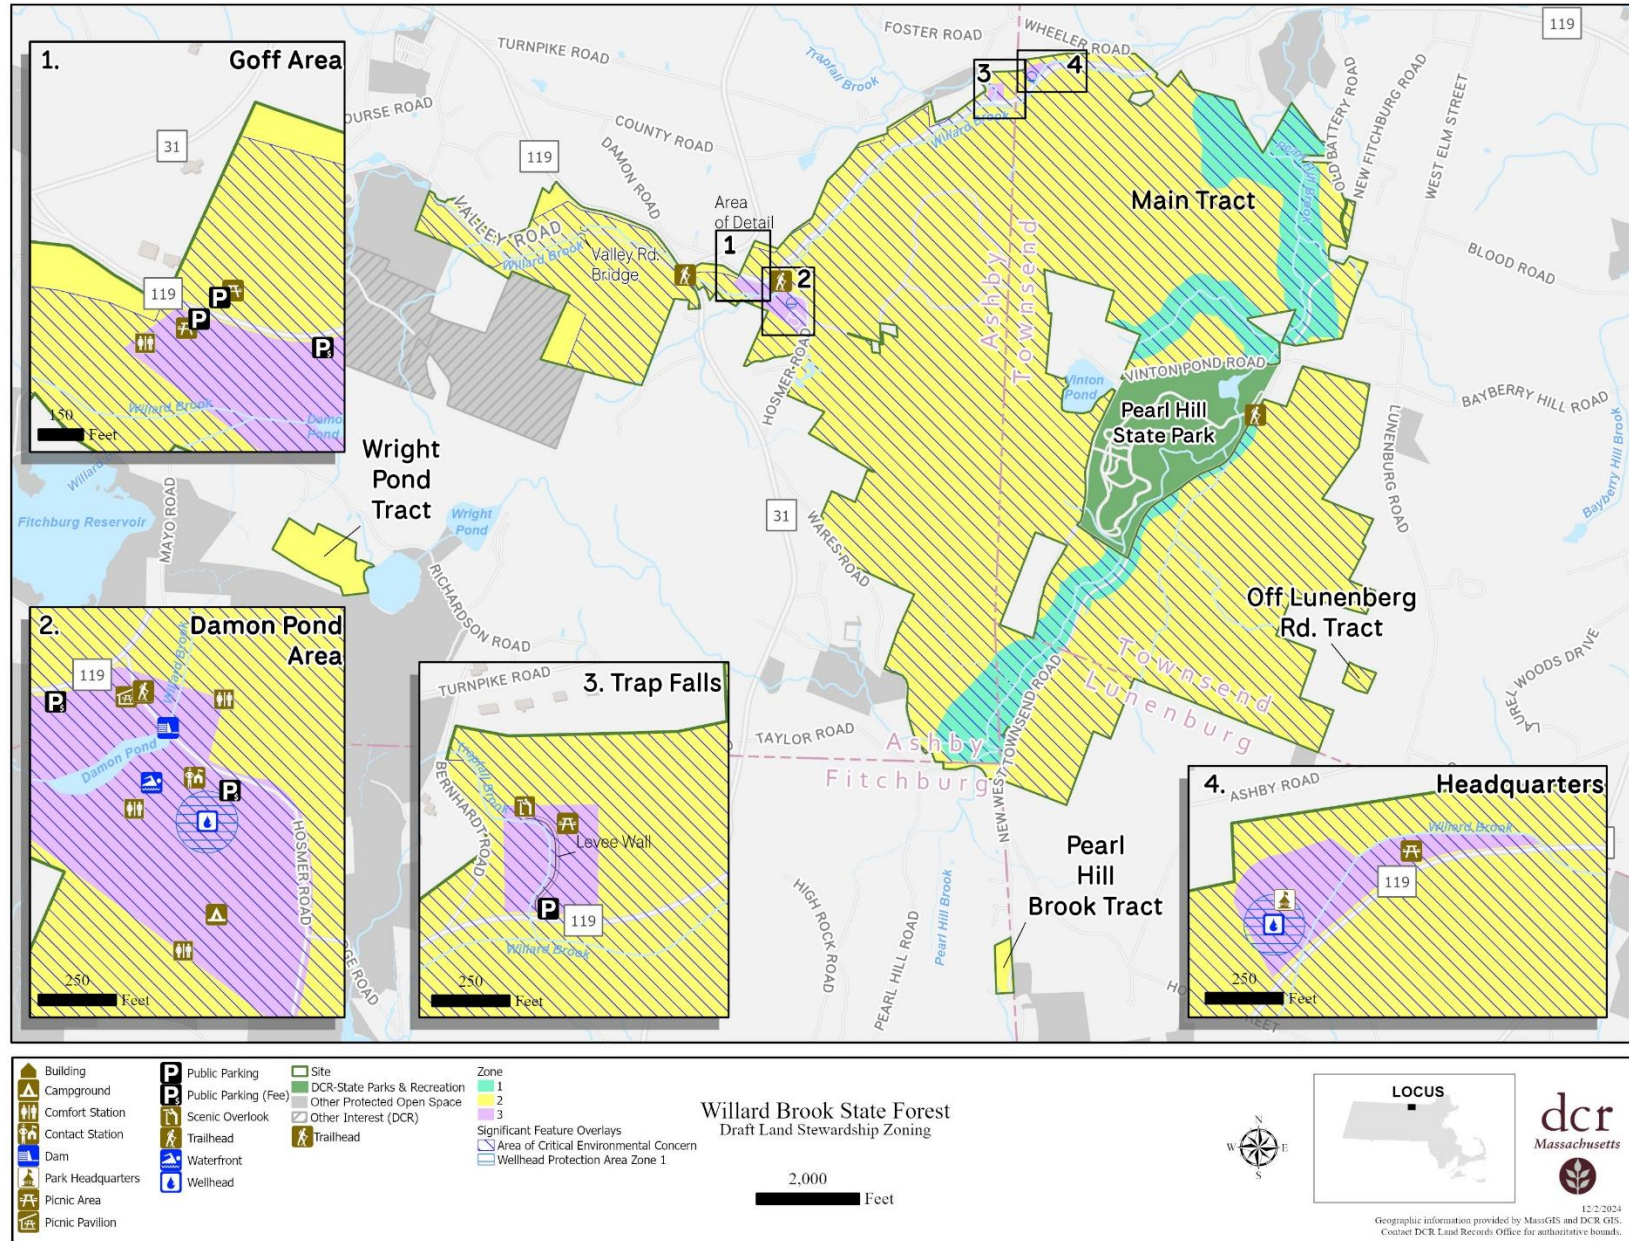 FOSTER ROAD
WHEELER ROAD
119
TURNPIKE ROAD
Trapfall Brook
1.
Goff Area
31
119
Willard Brook
Damon
Pond
150
Feet
COUNTY ROAD
119
DAMON ROAD
VALLEY ROAD
Willard Brook
Valley Rd.
Bridge
Area
of Detail
1
2
3
4
Willard Brook
Main Tract
OLD BATTERY ROAD
NEW FITCHBURG ROAD
WEST ELM STREET
BLOOD ROAD
Ashby
Townsend
HOSMER ROAD
VINTON POND ROAD
Vinton
Pond
Pearl Hill
State Park
BAYBERRY HILL ROAD
LUNENBURG ROAD
Bayberry Hill Brook
Wright
Pond
Tract
Wright
Pond
Fitchburg Reservoir
MAYO ROAD
RICHARDSON ROAD
31
WARES ROAD
Off Lunenberg
Rd. Tract
Townsend
Lunenburg
LAUREL WOODS DRIVE
NEW WEST TOWNSEND ROAD
TAYLOR ROAD
Ashby
Fitchburg
2.
Damon Pond
Area
119
Willard Brook
Damon Pond
HOSMER ROAD
250
Feet
TURNPIKE ROAD
3. Trap Falls
Trapfall Brook
BERNHARDT ROAD
Levee Wall
119
Willard Brook
250
Feet
HIGH ROCK ROAD
PEARL HILL ROAD
Pearl Hill Brook
Pearl
Hill
Brook Tract
ASHBY ROAD
4.
Headquarters
Willard Brook
119
250
Feet
Building
Campground
Comfort Station
Contact Station
Dam
Park Headquarters
Picnic Area
Picnic Pavilion
Public Parking
Public Parking (Fee)
Scenic Overlook
Trailhead
Waterfront
Wellhead
Site
DCR-State Parks & Recreation
Other Protected Open Space
Other Interest (DCR)
Trailhead
Zone
1
2
3
Significant Feature Overlays
Area of Critical Environmental Concern
Wellhead Protection Area Zone 1
Willard Brook State Forest
Draft Land Stewardship Zoning
2,000
Feet
N
W
E
S
LOCUS
dcr
Massachusetts
12/2/2024
Geographic information provided by MassGIS and DCR GIS.
Contact DCR Land Records Office for authoritative bounds.